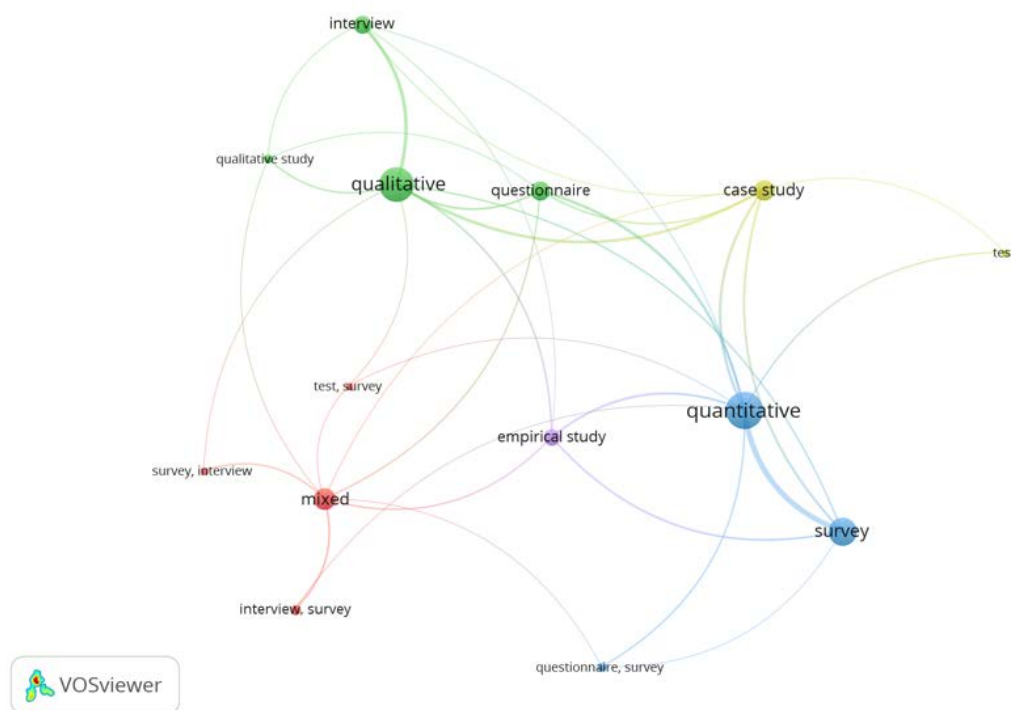 interview
qualitative study
qualitative
questionnaire
case study
test
test, survey
quantitative
empirical study
survey, interview
mixed
survey
interview, survey
questionnaire, survey
VOSviewer